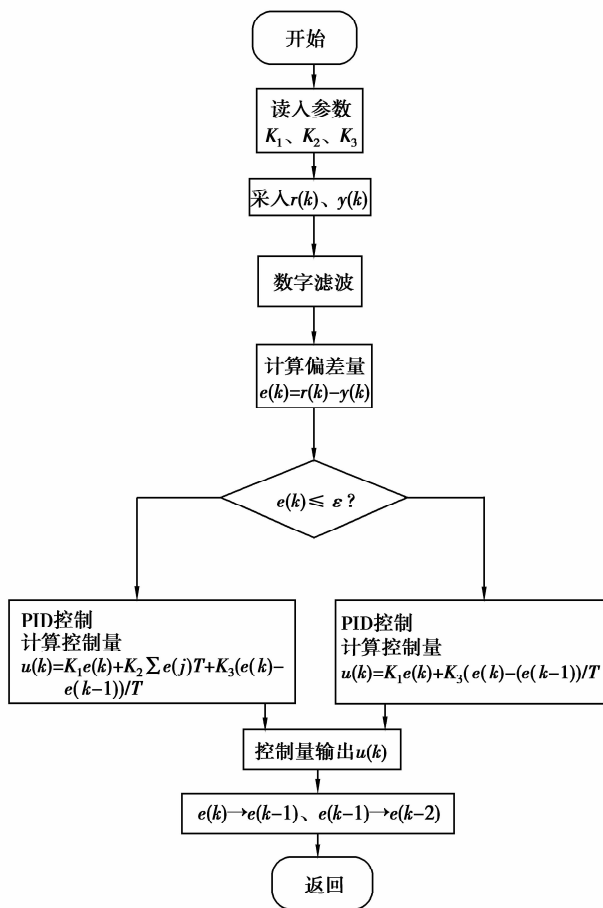 开始
读入参数
K₁、K₂、K₃
采入r(k)、y(k)
数字滤波
计算偏差量
e(k)=r(k)−y(k)
e(k)≤ ε?
PID控制
计算控制量
u(k)=K₁e(k)+K₂∑e(j)T+K₃(e(k)−
e(k−1))/T
PID控制
计算控制量
u(k)=K₁e(k)+K₃(e(k)−(e(k−1))/T
控制量输出u(k)
e(k)→e(k−1)、e(k−1)→e(k−2)
返回